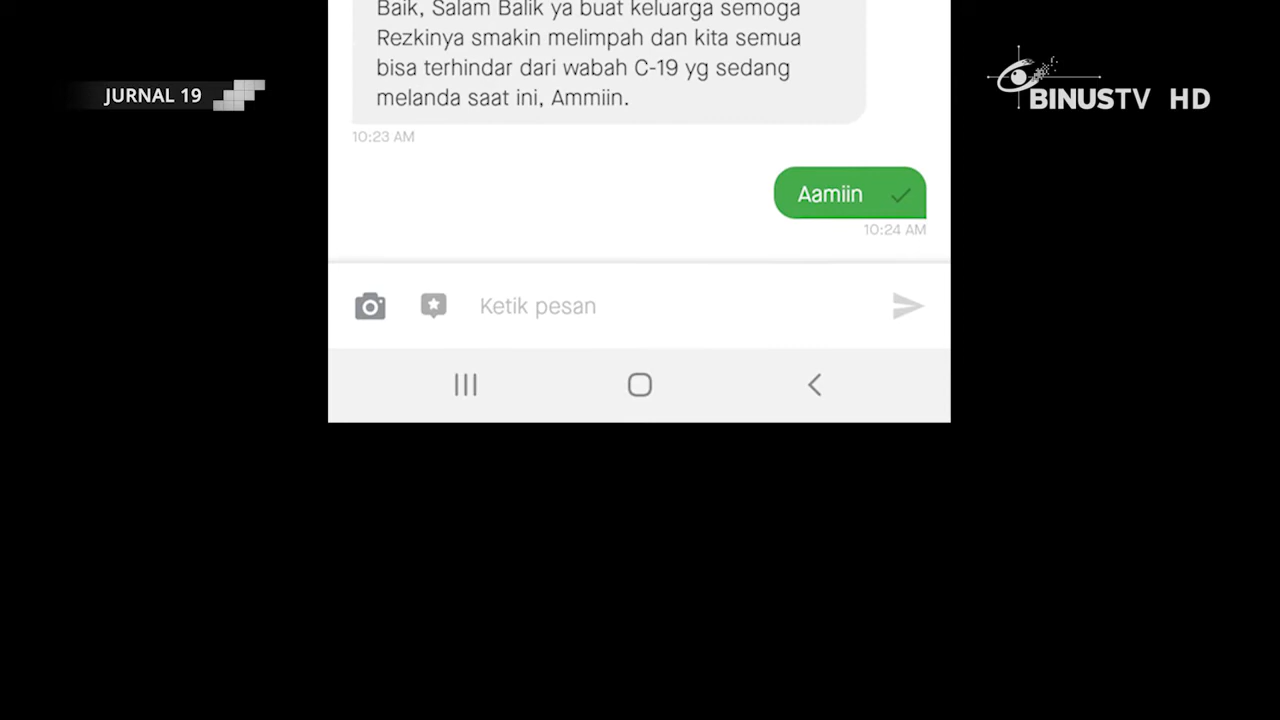 Baik, Salam Balik ya buat keluarga semoga
Rezkinya smakin melimpah dan kita semua
bisa terhindar dari wabah C-19 yg sedang
melanda saat ini, Ammiin.
JURNAL 19
BINUSTV HD
10:23 AM
Aamiin
10:24 AM
Ketik pesan